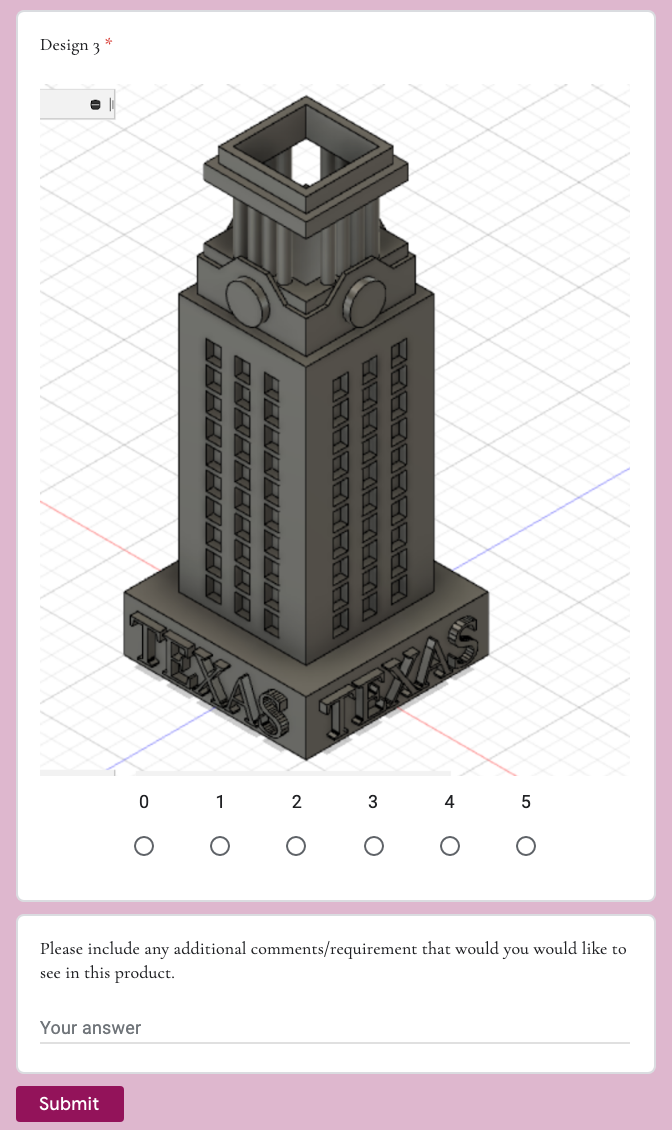 Design 3 *
TEXAS TEXAS
0 1 2 3 4 5
Please include any additional comments/requirement that would you would like to
see in this product.
Your answer
Submit